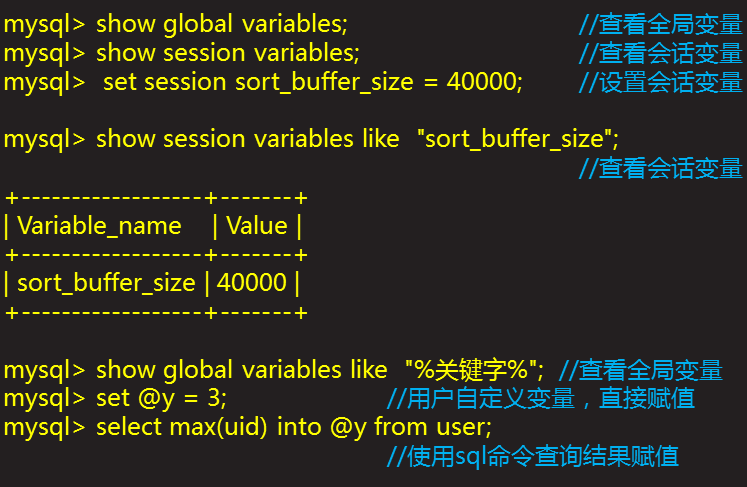 mysql> show global variables; //查看全局变量
mysql> show session variables; //查看会话变量
mysql> set session sort_buffer_size = 40000; //设置会话变量
mysql> show session variables like "sort_buffer_size";
//查看会话变量
+------------------+-------+
| Variable_name | Value |
+------------------+-------+
| sort_buffer_size | 40000 |
+------------------+-------+
mysql> show global variables like "%关键字%"; //查看全局变量
mysql> set @y = 3; //用户自定义变量，直接赋值
mysql> select max(uid) into @y from user;
//使用sql命令查询结果赋值